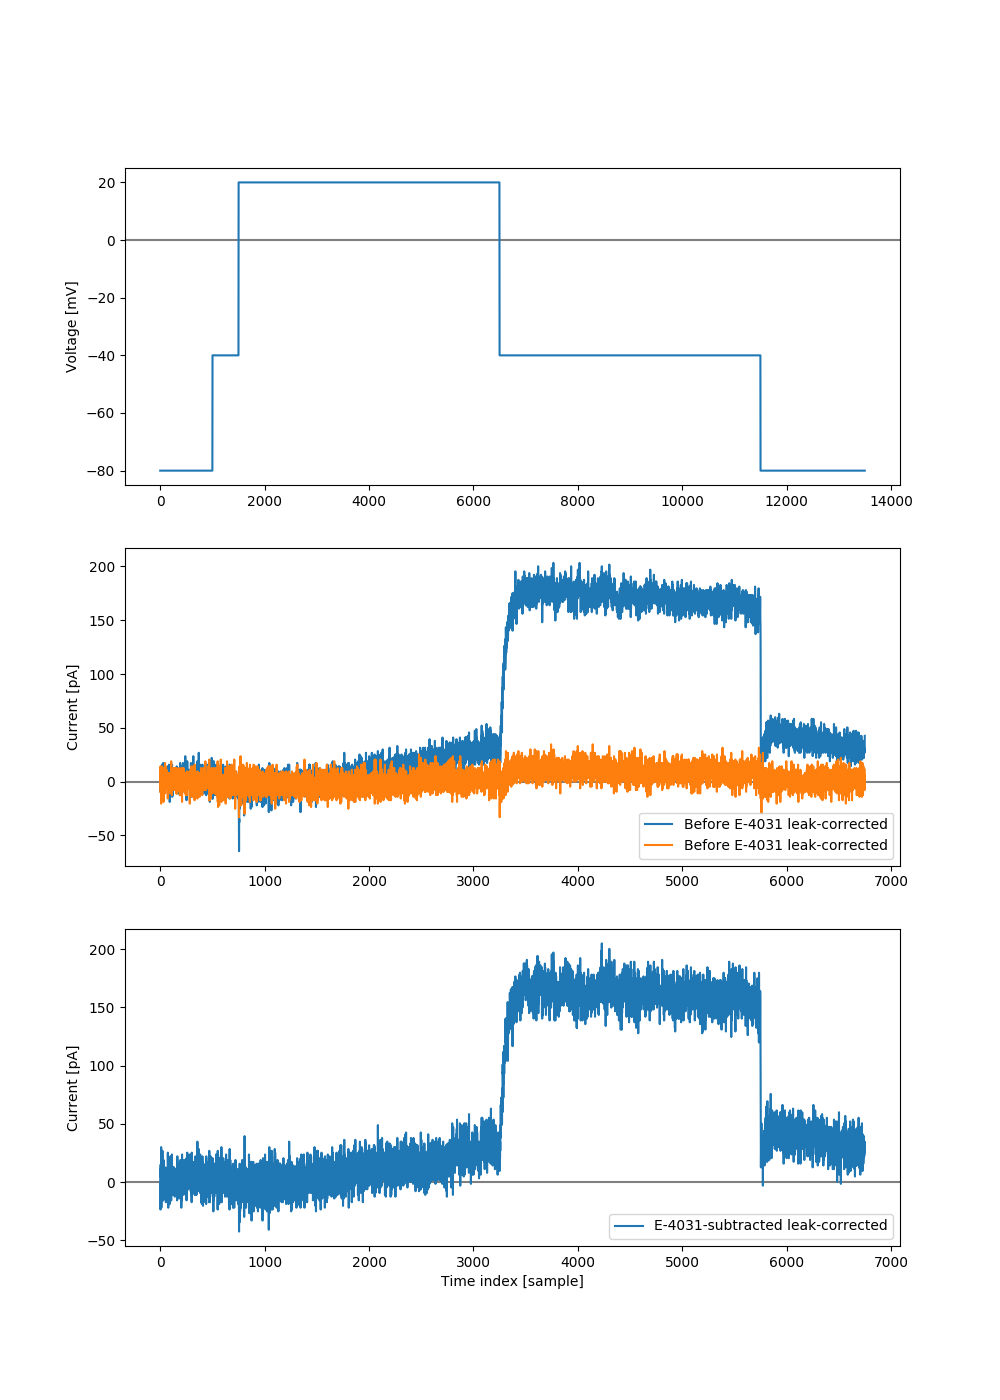 20
0
−20
−40
−60
−80
Voltage [mV]
0 2000 4000 6000 8000 10000 12000 14000
200
150
100
50
0
−50
Current [pA]
Before E-4031 leak-corrected
Before E-4031 leak-corrected
0 1000 2000 3000 4000 5000 6000 7000
200
150
100
50
0
−50
Current [pA]
E-4031-subtracted leak-corrected
0 1000 2000 3000 4000 5000 6000 7000
Time index [sample]